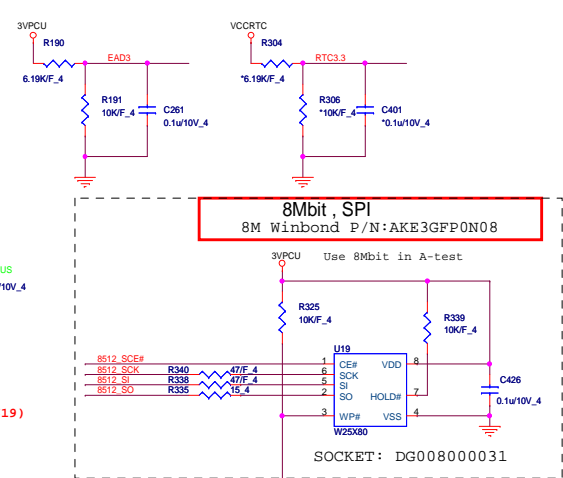 3VPCU
R190
EAD3
6.19K/F_4
R191
10K/F_4
C261
0.1u/10V_4
VCCRTC
R304
RTC3.3
*6.19K/F_4
R306
*10K/F_4
C401
*0.1u/10V_4
8Mbit , SPI
8M Winbond P/N:AKE3GFP0N08
3VPCU
Use 8Mbit in A-test
US
/10V_4
R325
10K/F_4
R339
10K/F_4
U19
8512_SCE#
8512_SCK
R340
47/F_4
8512_SI
R338
47/F_4
8512_SO
R335
15_4
1
CE#
VDD
8
6
SCK
5
SI
2
SO
HOLD#
7
3
WP#
VSS
4
W25X80
C426
0.1u/10V_4
19)
SOCKET: DG008000031